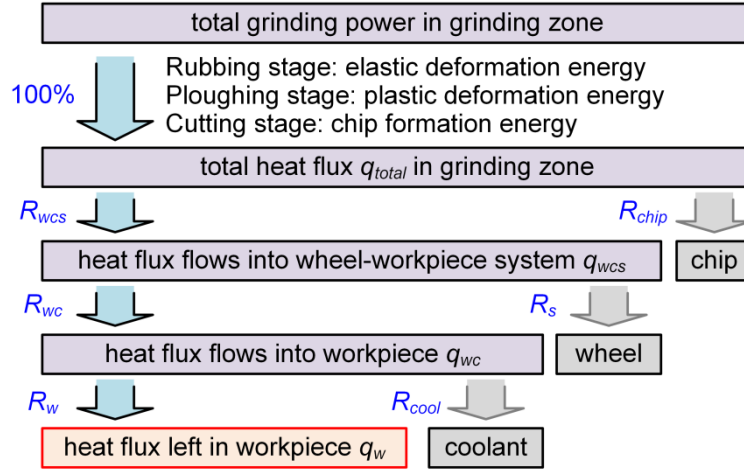 total grinding power in grinding zone
100%
Rubbing stage: elastic deformation energy
Ploughing stage: plastic deformation energy
Cutting stage: chip formation energy
total heat flux qtotal in grinding zone
Rwcs
Rchip
heat flux flows into wheel-workpiece system qwcs
chip
Rwc
Rs
heat flux flows into workpiece qwc
wheel
Rw
Rcool
heat flux left in workpiece qw
coolant